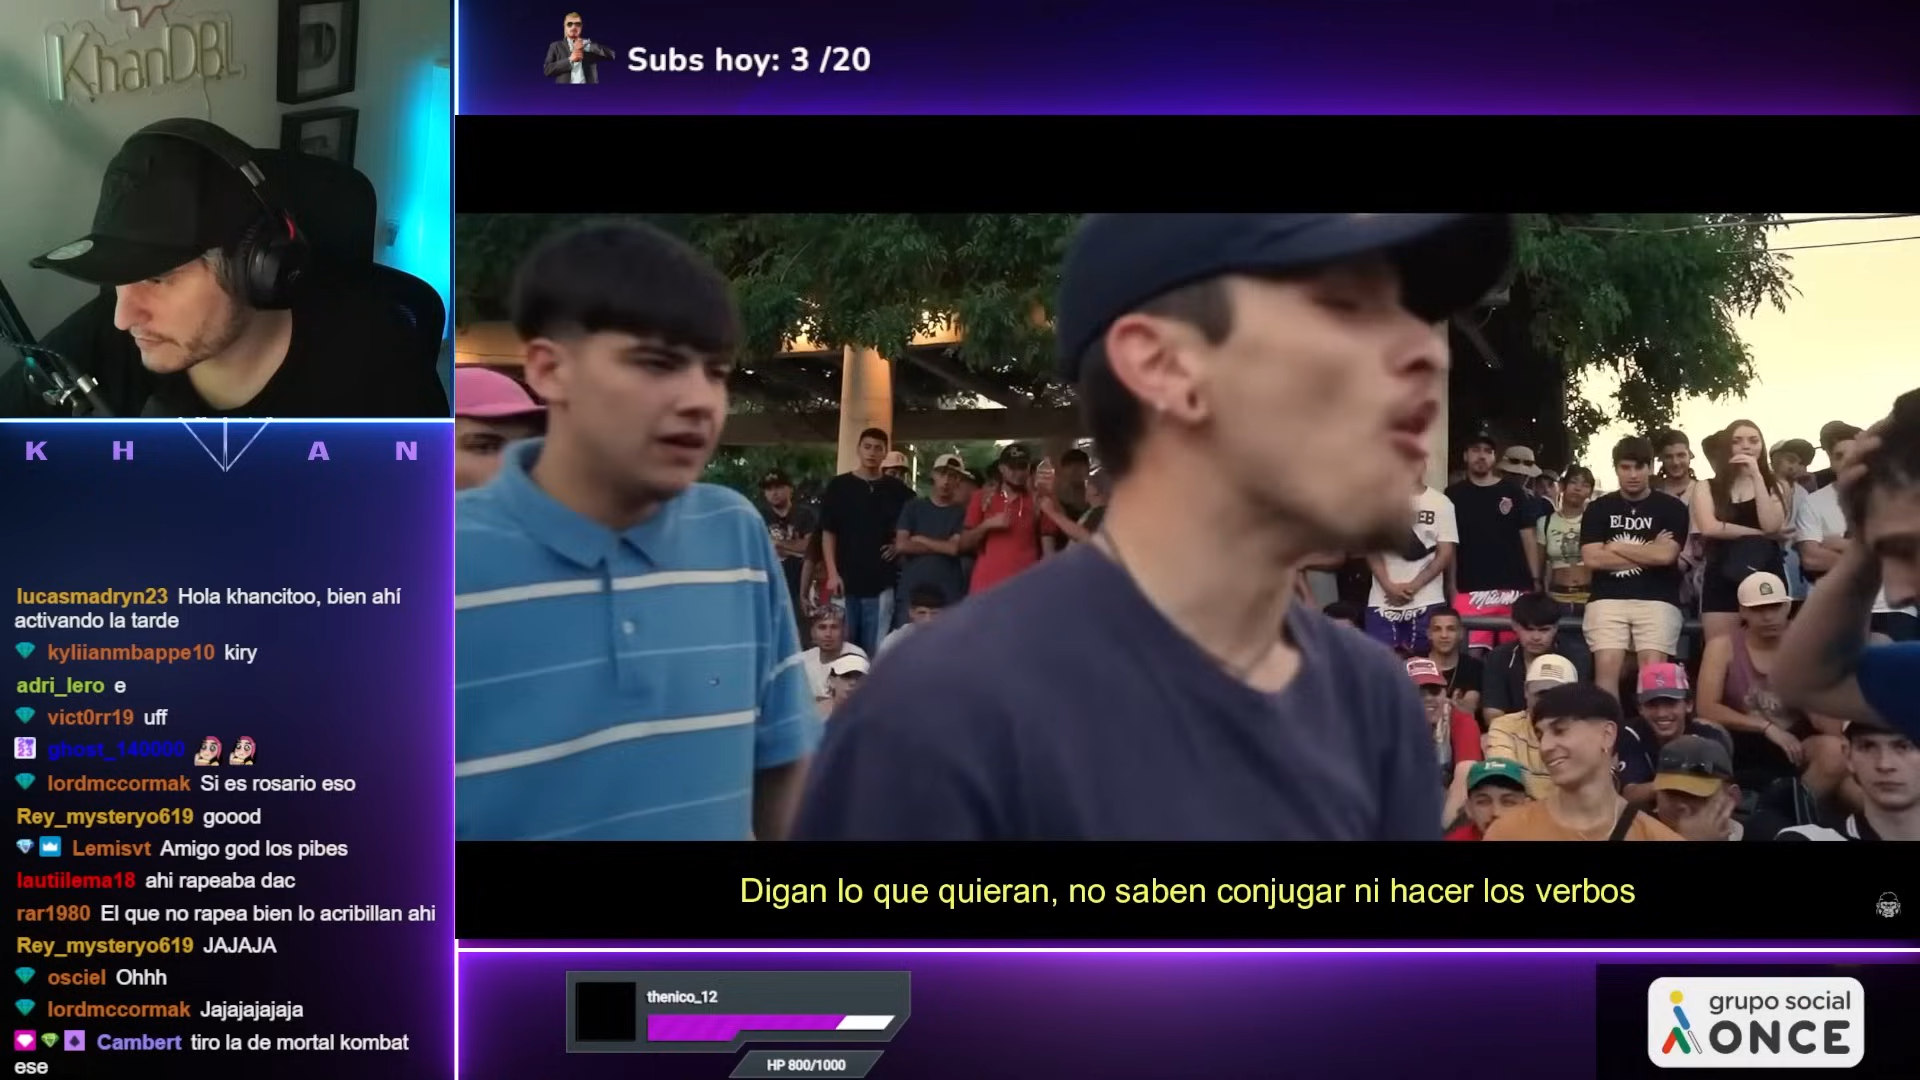 KhanDBL
Subs hoy: 3 /20
K H A N
lucasmadryn23 Hola khancitoo, bien ahí
activando la tarde
kyliianmbappe10 kiry
adri_lero e
vict0rr19 uff
ghost_140000
lordmccormak Si es rosario eso
Rey_mysteryo619 goood
Lemisvt Amigo god los pibes
lautiilema18 ahi rapeaba dac
rar1980 El que no rapea bien lo acribillan ahi
Rey_mysteryo619 JAJAJA
osciel Ohhh
lordmccormak Jajajajajaja
Cambert tiro la de mortal kombat
ese
EL DON
Digan lo que quieran, no saben conjugar ni hacer los verbos
thenico_12
HP 800/1000
grupo social
ONCE